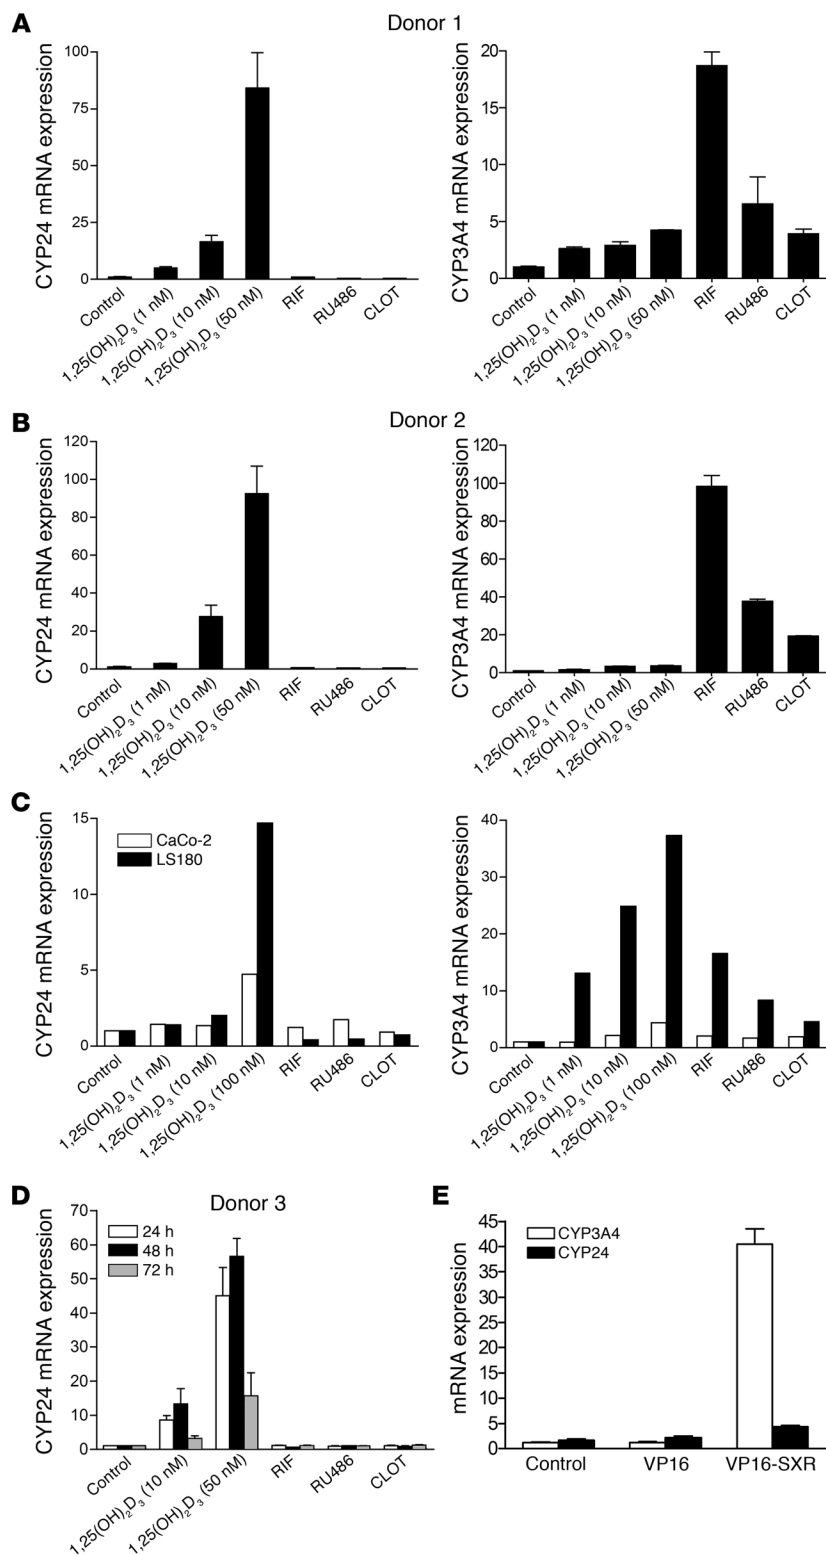 A
Donor 1
CYP24 mRNA expression
100
75
50
25
0
Control
1,25(OH)₂D₃ (1 nM)
1,25(OH)₂D₃ (10 nM)
1,25(OH)₂D₃ (50 nM)
RIF
RU486
CLOT
CYP3A4 mRNA expression
20
15
10
5
0
Control
1,25(OH)₂D₃ (1 nM)
1,25(OH)₂D₃ (10 nM)
1,25(OH)₂D₃ (50 nM)
RIF
RU486
CLOT
B
Donor 2
CYP24 mRNA expression
120
100
80
60
40
20
0
Control
1,25(OH)₂D₃ (1 nM)
1,25(OH)₂D₃ (10 nM)
1,25(OH)₂D₃ (50 nM)
RIF
RU486
CLOT
CYP3A4 mRNA expression
120
100
80
60
40
20
0
Control
1,25(OH)₂D₃ (1 nM)
1,25(OH)₂D₃ (10 nM)
1,25(OH)₂D₃ (50 nM)
RIF
RU486
CLOT
C
CYP24 mRNA expression
15
10
5
0
CaCo-2
LS180
Control
1,25(OH)₂D₃ (1 nM)
1,25(OH)₂D₃ (10 nM)
1,25(OH)₂D₃ (100 nM)
RIF
RU486
CLOT
CYP3A4 mRNA expression
40
30
20
10
0
Control
1,25(OH)₂D₃ (1 nM)
1,25(OH)₂D₃ (10 nM)
1,25(OH)₂D₃ (100 nM)
RIF
RU486
CLOT
D
Donor 3
CYP24 mRNA expression
70
60
50
40
30
20
10
0
24 h
48 h
72 h
Control
1,25(OH)₂D₃ (10 nM)
1,25(OH)₂D₃ (50 nM)
RIF
RU486
CLOT
E
mRNA expression
45
40
35
30
25
20
15
10
5
0
CYP3A4
CYP24
Control
VP16
VP16-SXR